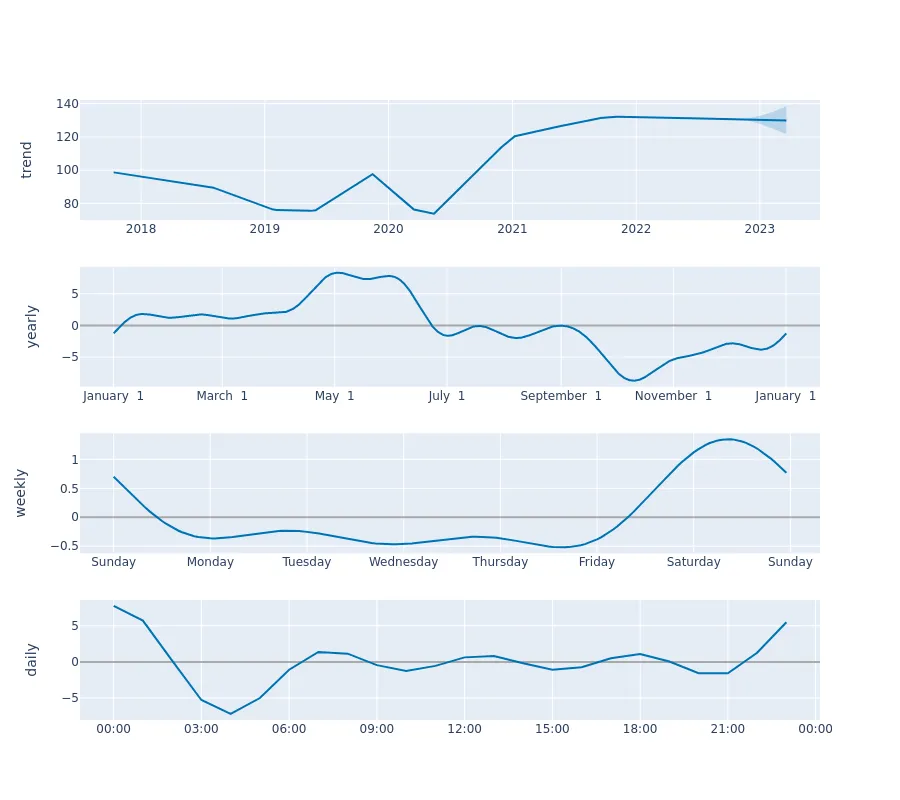 140
120
100
80
trend
2018 2019 2020 2021 2022 2023
5
0
−5
yearly
January 1 March 1 May 1 July 1 September 1 November 1 January 1
1
0.5
0
−0.5
weekly
Sunday Monday Tuesday Wednesday Thursday Friday Saturday Sunday
5
0
−5
daily
00:00 03:00 06:00 09:00 12:00 15:00 18:00 21:00 00:00